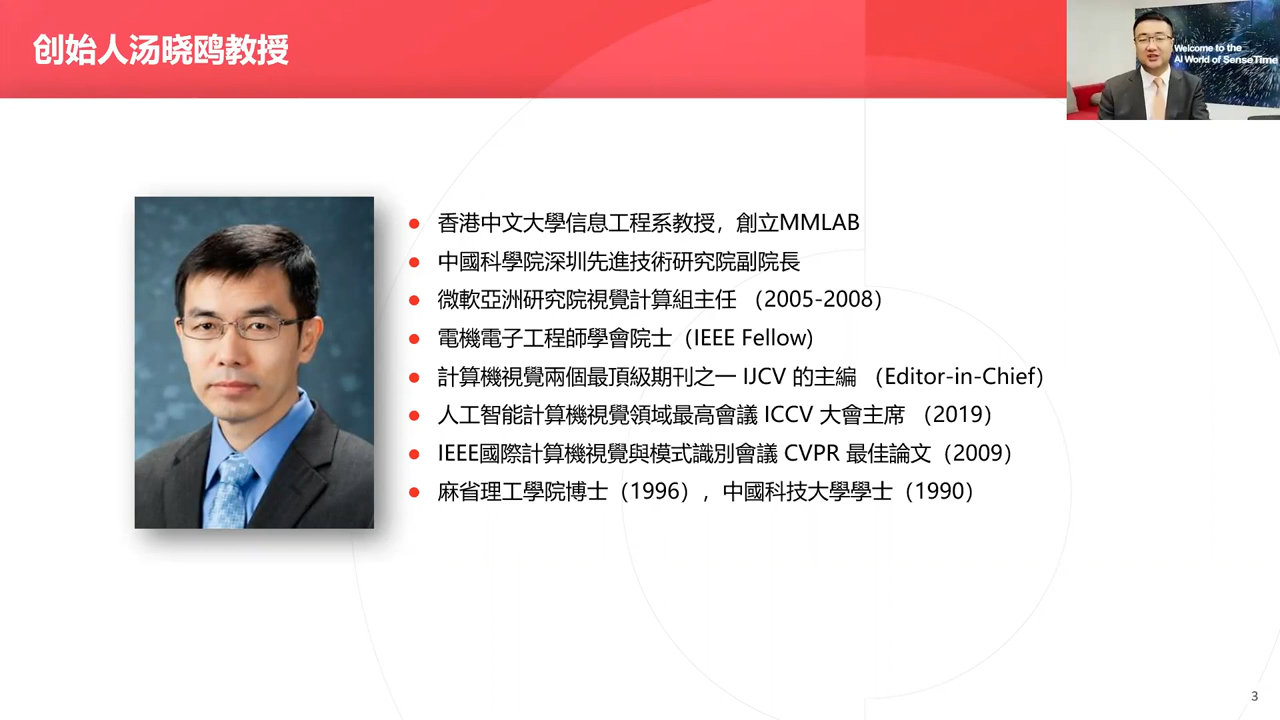 创始人汤晓鸥教授
Welcome to the
AI World of SenseTime
香港中文大學信息工程系教授，創立MMLAB
中國科學院深圳先進技術研究院副院長
微軟亞洲研究院視覺計算組主任 （2005-2008）
電機電子工程師學會院士（IEEE Fellow)
計算機視覺兩個最頂級期刊之一 IJCV 的主編 （Editor-in-Chief）
人工智能計算機視覺領域最高會議 ICCV 大會主席 （2019）
IEEE國際計算機視覺與模式識別會議 CVPR 最佳論文（2009）
麻省理工學院博士（1996），中國科技大學學士（1990）
3